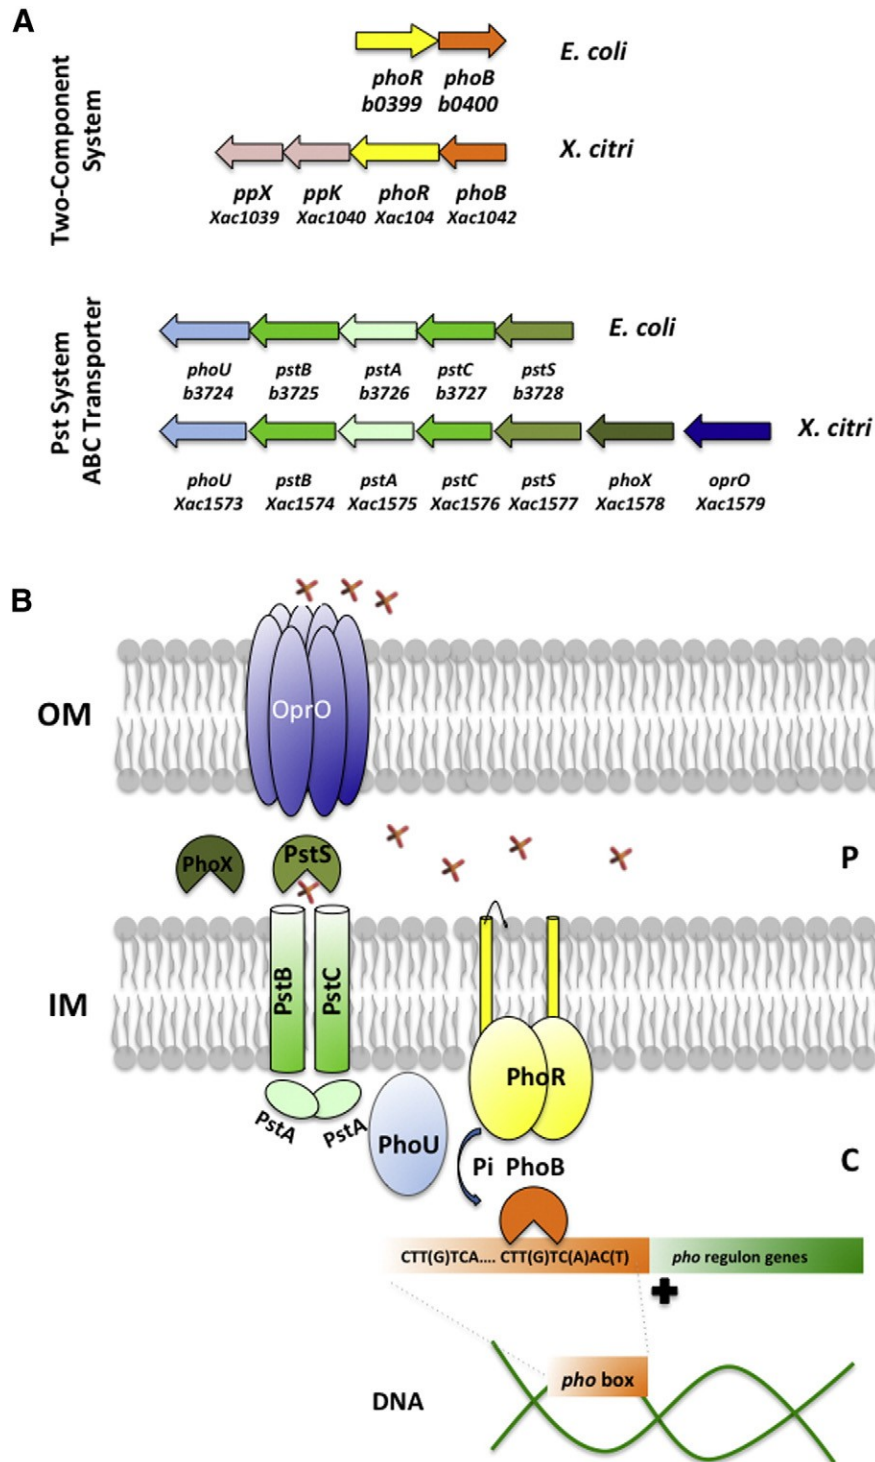 A
Two-Component
System
E. coli
phoR phoB
b0399 b0400
X. citri
ppX ppK phoR phoB
Xac1039 Xac1040 Xac104 Xac1042
Pst System
ABC Transporter
E. coli
phoU pstB pstA pstC pstS
b3724 b3725 b3726 b3727 b3728
X. citri
phoU pstB pstA pstC pstS phoX oprO
Xac1573 Xac1574 Xac1575 Xac1576 Xac1577 Xac1578 Xac1579
B
OM
OprO
PhoX PstS
P
IM
PstB PstC
PhoR
PstA PstA
PhoU
Pi PhoB
C
CTT(G)TCA.... CTT(G)TC(A)AC(T) pho regulon genes
pho box
DNA